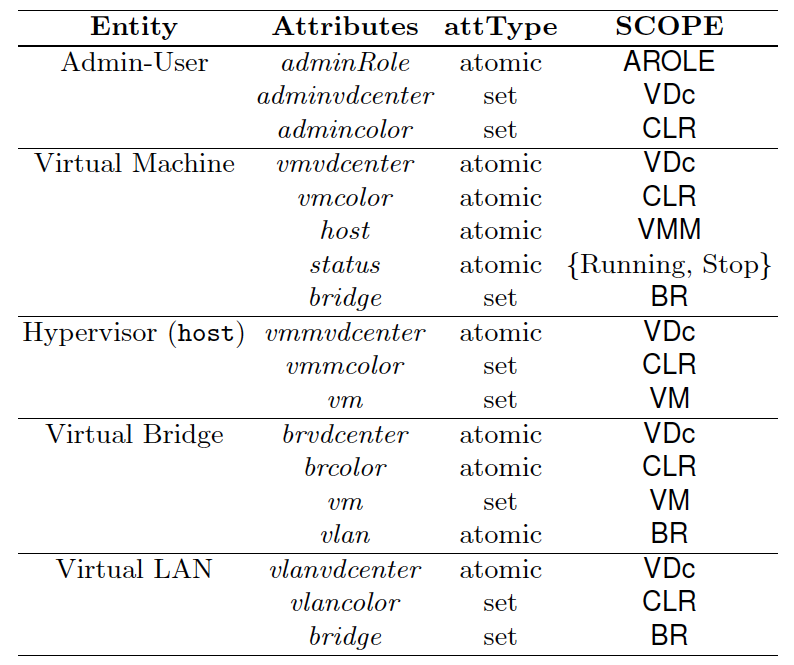 Entity Attributes attType SCOPE
Admin-User adminRole atomic AROLE
adminvdcenter set VDc
admincolor set CLR
Virtual Machine vmvdcenter atomic VDc
vmcolor atomic CLR
host atomic VMM
status atomic {Running, Stop}
bridge set BR
Hypervisor (host) vmmvdcenter atomic VDc
vmmcolor set CLR
vm set VM
Virtual Bridge brvdcenter atomic VDc
brcolor atomic CLR
vm set VM
vlan atomic BR
Virtual LAN vlanvdcenter atomic VDc
vlancolor set CLR
bridge set BR